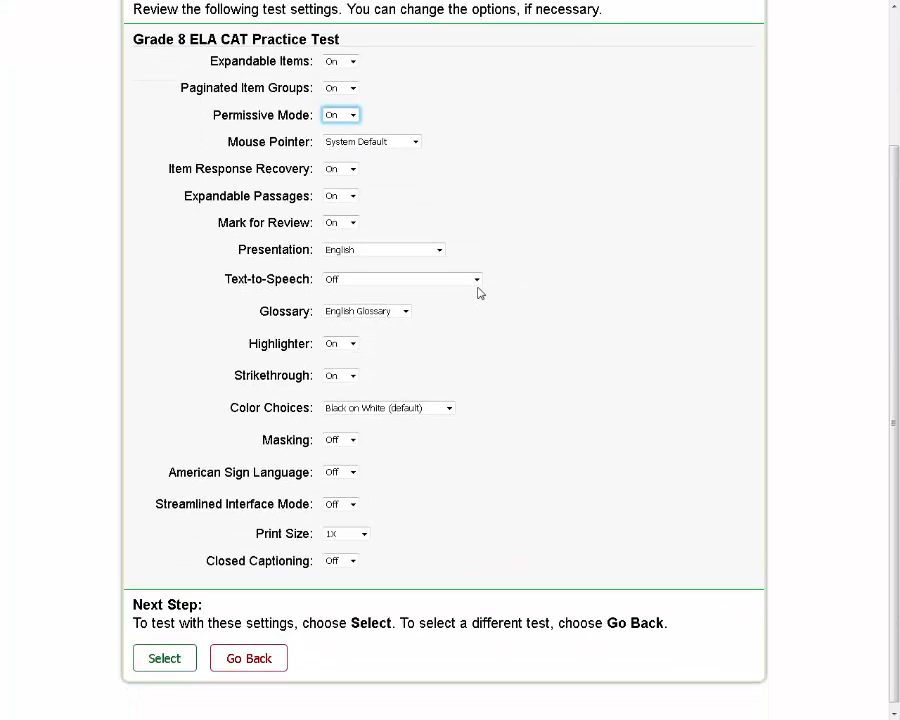 Review the following test settings. You can change the options, if necessary.
Grade 8 ELA CAT Practice Test
Expandable Items: On
Paginated Item Groups: On
Permissive Mode: On
Mouse Pointer: System Default
Item Response Recovery: On
Expandable Passages: On
Mark for Review: On
Presentation: English
Text-to-Speech: Off
Glossary: English Glossary
Highlighter: On
Strikethrough: On
Color Choices: Black on White (default)
Masking: Off
American Sign Language: Off
Streamlined Interface Mode: Off
Print Size: 1X
Closed Captioning: Off
Next Step:
To test with these settings, choose Select. To select a different test, choose Go Back.
Select Go Back